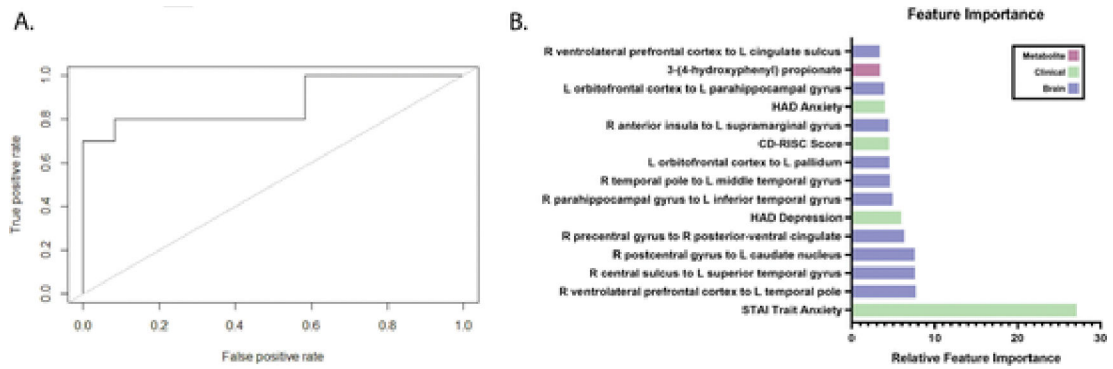 A.
1.0
0.8
0.6
0.4
0.2
0.0
True positive rate
0.0 0.2 0.4 0.6 0.8 1.0
False positive rate
B.
Feature Importance
R ventrolateral prefrontal cortex to L cingulate sulcus
3-(4-hydroxyphenyl) propionate
L orbitofrontal cortex to L parahippocampal gyrus
HAD Anxiety
R anterior insula to L supramarginal gyrus
CD-RISC Score
L orbitofrontal cortex to L pallidum
R temporal pole to L middle temporal gyrus
R parahippocampal gyrus to L inferior temporal gyrus
HAD Depression
R precentral gyrus to R posterior-ventral cingulate
R postcentral gyrus to L caudate nucleus
R central sulcus to L superior temporal gyrus
R ventrolateral prefrontal cortex to L temporal pole
STAI Trait Anxiety
0 10 20 30
Relative Feature Importance
Metabolite
Clinical
Brain